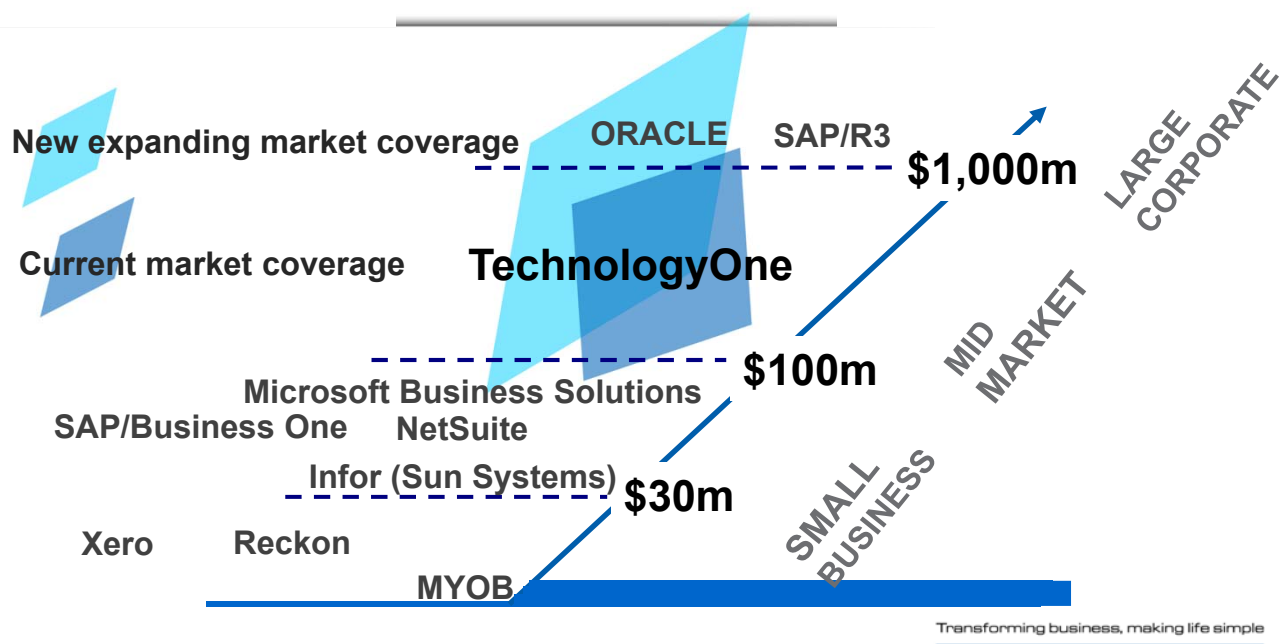 New expanding market coverage
ORACLE
SAP/R3
$1,000m
LARGE
CORPORATE
Current market coverage
TechnologyOne
MID
MARKET
$100m
Microsoft Business Solutions
SAP/Business One
NetSuite
Infor (Sun Systems)
$30m
SMALL
BUSINESS
Xero
Reckon
MYOB
Transforming business, making life simple